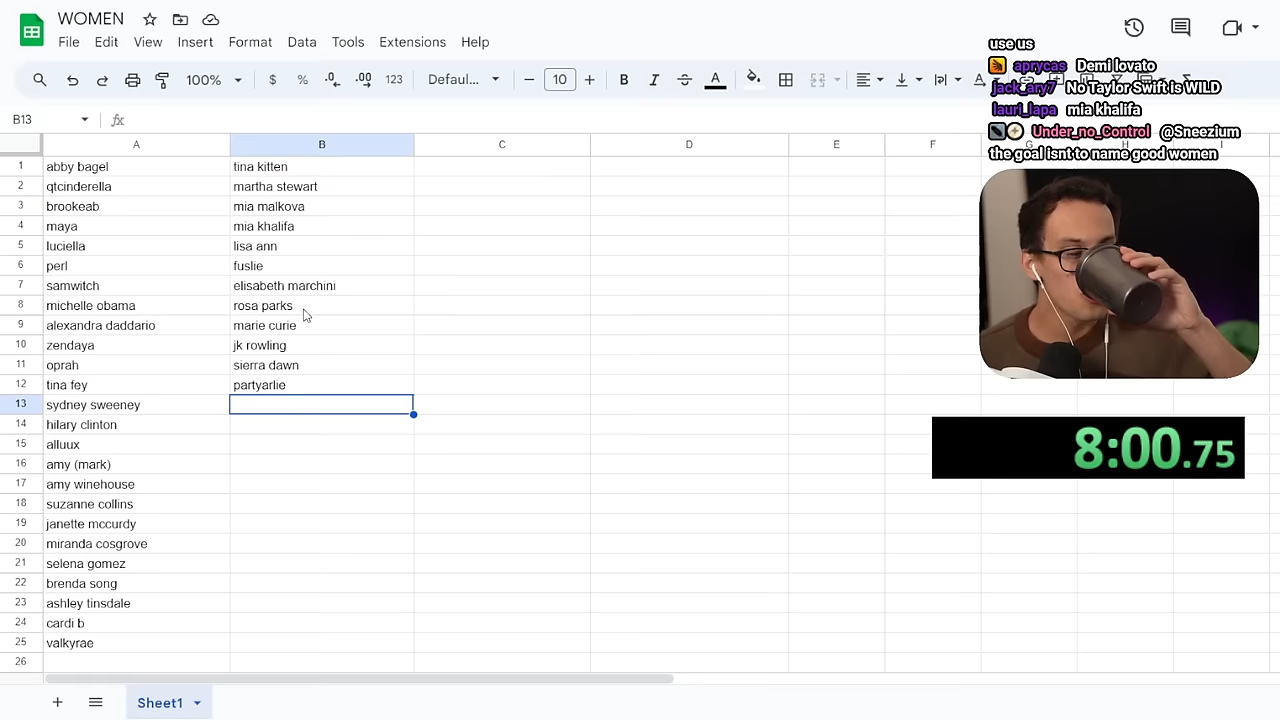 WOMEN
File Edit View Insert Format Data Tools Extensions Help
100% $ % .0 .00 123 Defaul... 10 B I S A
B13 fx
A B C D E F
1 abby bagel tina kitten
2 qtcinderella martha stewart
3 brookeab mia malkova
4 maya mia khalifa
5 luciella lisa ann
6 perl fuslie
7 samwitch elisabeth marchini
8 michelle obama rosa parks
9 alexandra daddario marie curie
10 zendaya jk rowling
11 oprah sierra dawn
12 tina fey partyarlie
13 sydney sweeney
14 hilary clinton
15 alluux
16 amy (mark)
17 amy winehouse
18 suzanne collins
19 janette mccurdy
20 miranda cosgrove
21 selena gomez
22 brenda song
23 ashley tinsdale
24 cardi b
25 valkyrae
26
Sheet1
use us
aprycas Demi lovato
jack_ary7 No Taylor Swift is WILD
lauri_lapa mia khalifa
Under_no_Control @Sneezium
the goal isnt to name good women
8:00.75